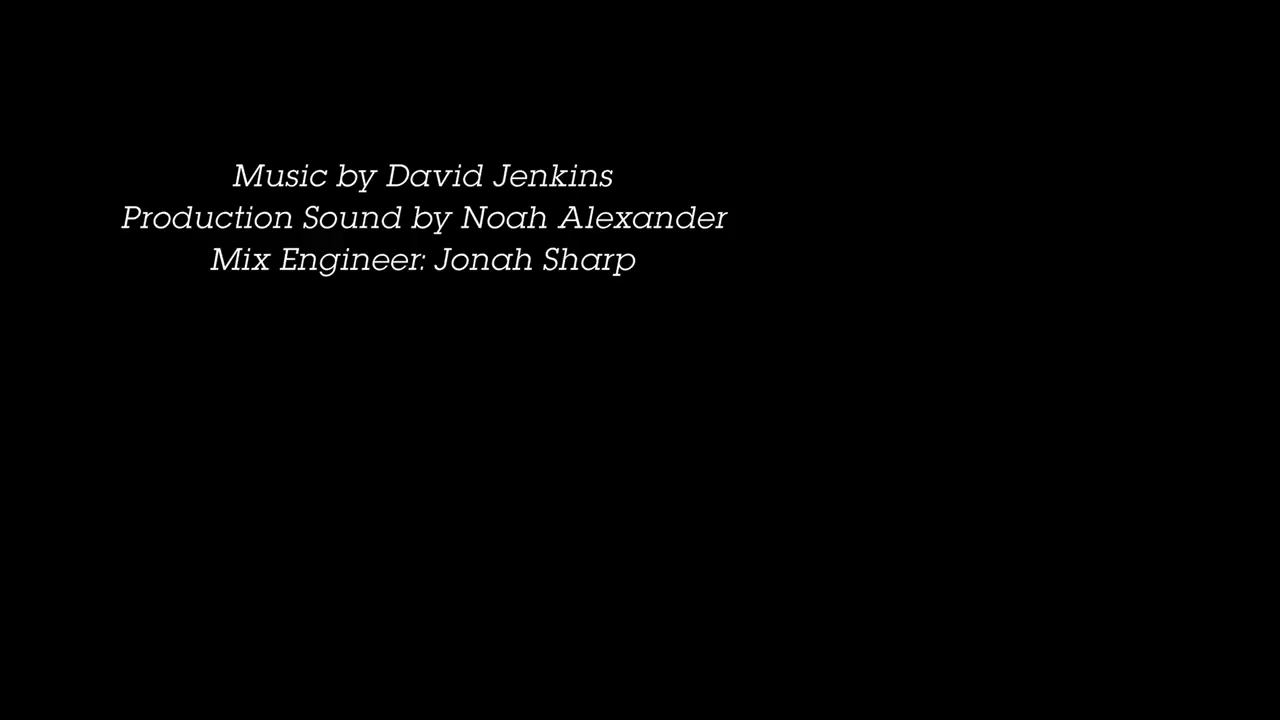 Music by David Jenkins
Production Sound by Noah Alexander
Mix Engineer: Jonah Sharp